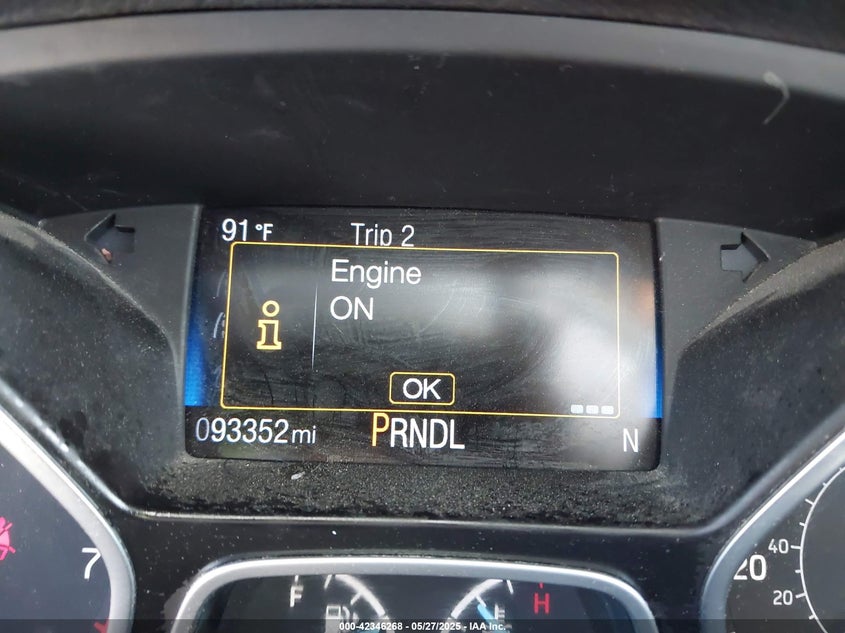 91°F Trip 2
Engine
ON
OK
093352mi PRNDL N
7
F
H
20
40
20
000-42346268 - 05/27/2025 - IAA Inc.